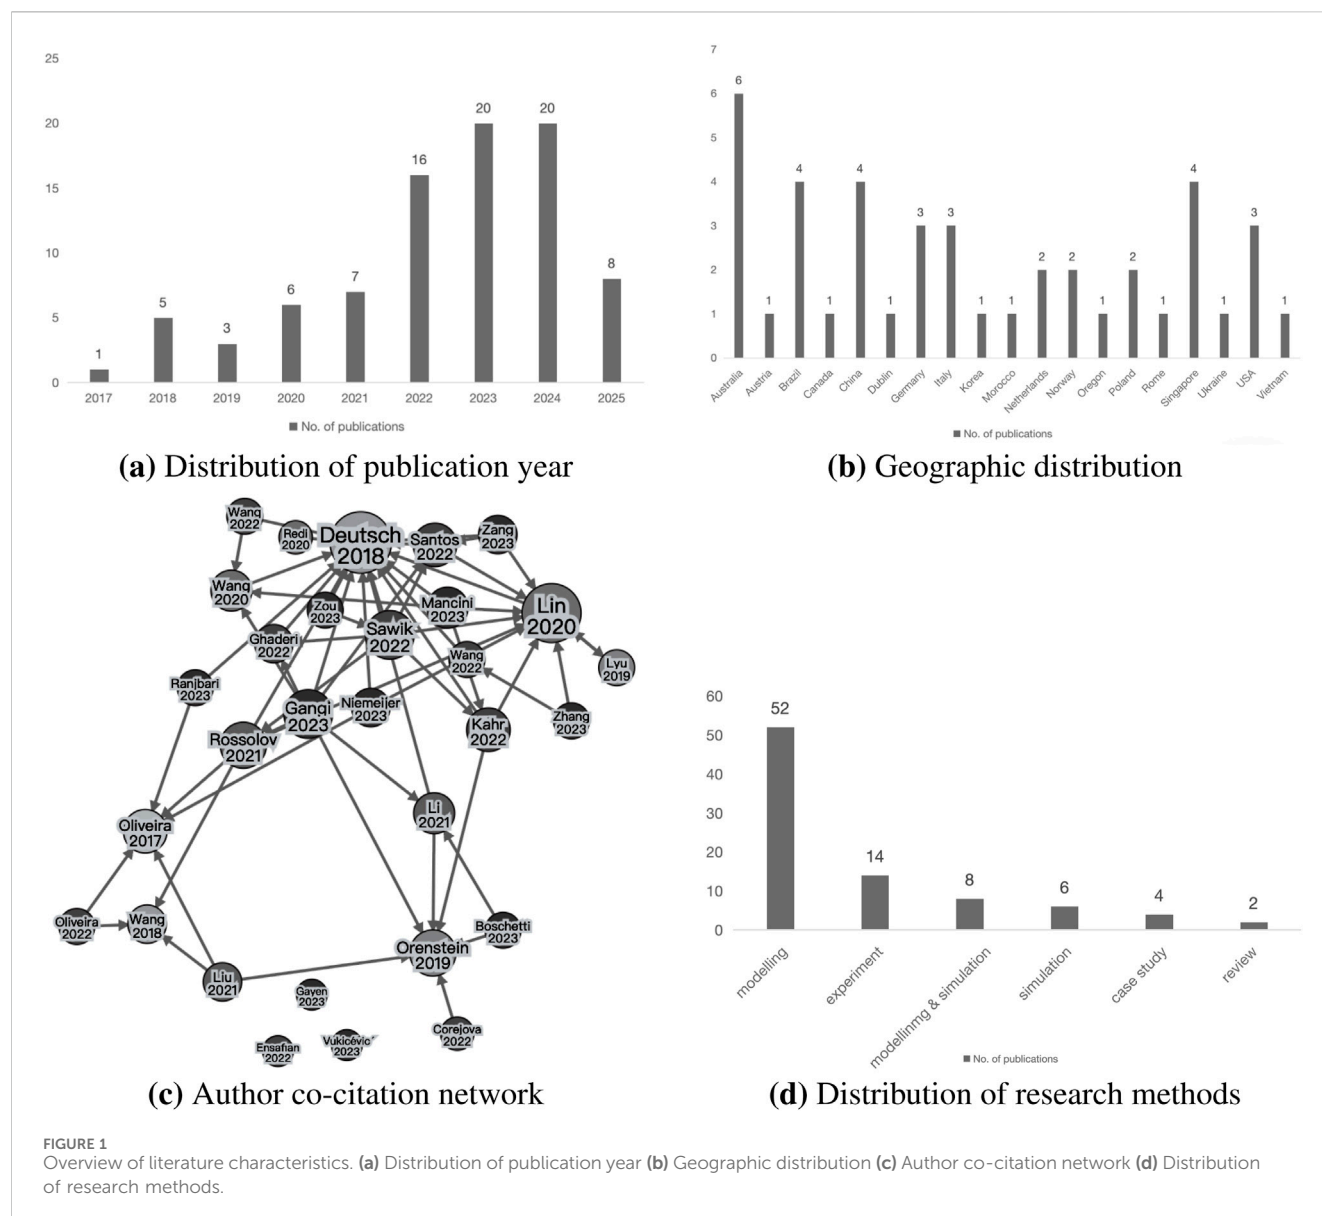 25
20
15
10
5
0
1
5
3
6
7
16
20
20
8
2017 2018 2019 2020 2021 2022 2023 2024 2025
No. of publications
(a) Distribution of publication year
7
6
5
4
3
2
1
0
6
1
4
1
4
1
3
3
1
1
2
2
1
2
1
4
1
3
1
Australia
Austria
Brazil
Canada
China
Dublin
Germany
Italy
Korea
Morocco
Netherlands
Norway
Oregon
Poland
Rome
Singapore
Ukraine
USA
Vietnam
No. of publications
(b) Geographic distribution
Wang
2022
Redi
2020
Deutsch
2018
Santos
2022
Zang
2023
Wang
2020
Zou
2023
Mancini
2023
Lin
2020
Ghaderi
2022
Sawik
2022
Wang
2022
Lyu
2019
Ranjbari
2023
Gangi
2023
Niemeijer
2023
Kahr
2022
Zhang
2023
Rossolov
2021
Li
2021
Oliveira
2017
Oliveira
2022
Wang
2018
Boschetti
2023
Orenstein
2019
Liu
2021
Gayen
2023
Corejova
2022
Ensafian
2022
Vukicévic
2023
(c) Author co-citation network
60
50
40
30
20
10
0
52
14
8
6
4
2
modelling
experiment
modellinmg & simulation
simulation
case study
review
No. of publications
(d) Distribution of research methods
FIGURE 1
Overview of literature characteristics. (a) Distribution of publication year (b) Geographic distribution (c) Author co-citation network (d) Distribution
of research methods.